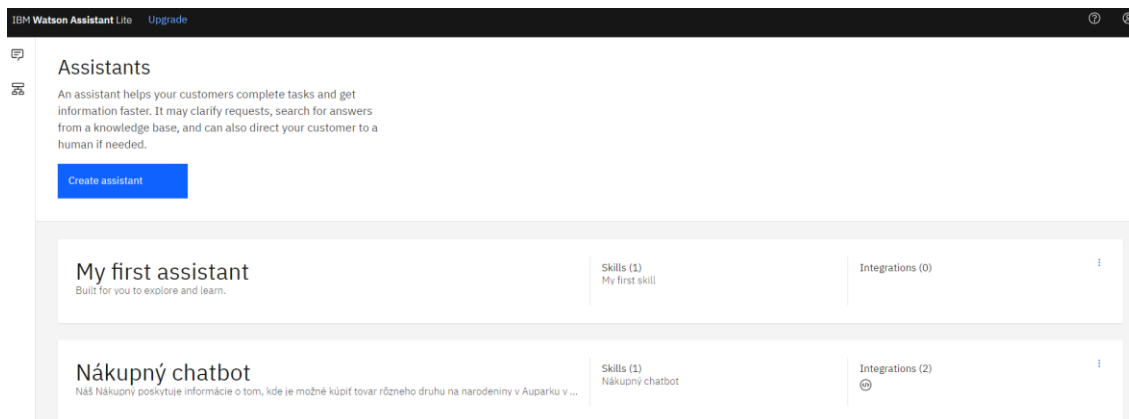 IBM Watson Assistant Lite Upgrade
Assistants
An assistant helps your customers complete tasks and get
information faster. It may clarify requests, search for answers
from a knowledge base, and can also direct your customer to a
human if needed.
Create assistant
My first assistant
Built for you to explore and learn.
Skills (1)
My first skill
Integrations (0)
Nákupný chatbot
Náš Nákupný poskytuje informácie o tom, kde je možné kúpiť tovar rôzneho druhu na narodeniny v Auparku v ...
Skills (1)
Nákupný chatbot
Integrations (2)